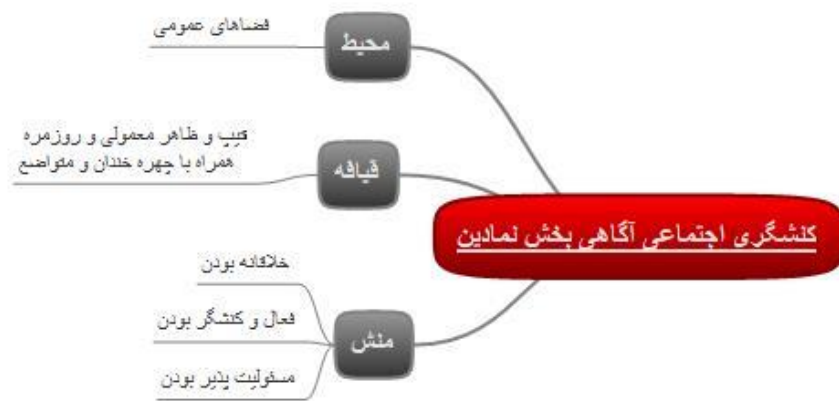 کنشگری اجتماعی آگاهی بخش نمادین
محیط
فضاهای عمومی
قیافه
تیپ و ظاهر معمولی و روزمره
همراه با چهره خندان و متواضع
منش
خلاقانه بودن
فعال و کنشگر بودن
مسئولیت پذیر بودن